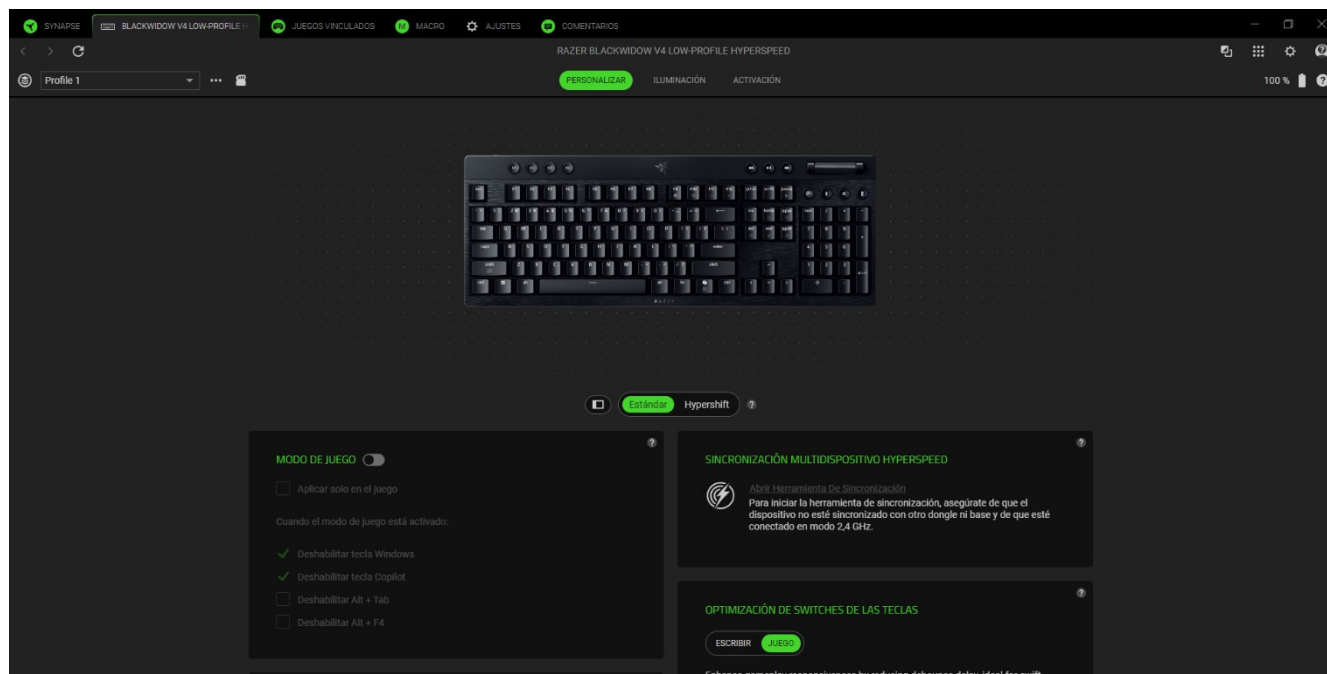 SYNAPSE
BLACKWIDOW V4 LOW-PROFILE H
JUEGOS VINCULADOS
MACRO
AJUSTES
COMENTARIOS
RAZER BLACKWIDOW V4 LOW-PROFILE HYPERSPEED
Profile 1
PERSONALIZAR
ILUMINACIÓN
ACTIVACIÓN
100 %
Estándar
Hypershift
MODO DE JUEGO
Aplicar solo en el juego
Cuando el modo de juego está activado:
Deshabilitar tecla Windows
Deshabilitar tecla Copilot
Deshabilitar Alt + Tab
Deshabilitar Alt + F4
SINCRONIZACIÓN MULTIDISPOSITIVO HYPERSPEED
Abrir Herramienta De Sincronización
Para iniciar la herramienta de sincronización, asegúrate de que el
dispositivo no esté sincronizado con otro dongle ni base y de que esté
conectado en modo 2,4 GHz.
OPTIMIZACIÓN DE SWITCHES DE LAS TECLAS
ESCRIBIR
JUEGO